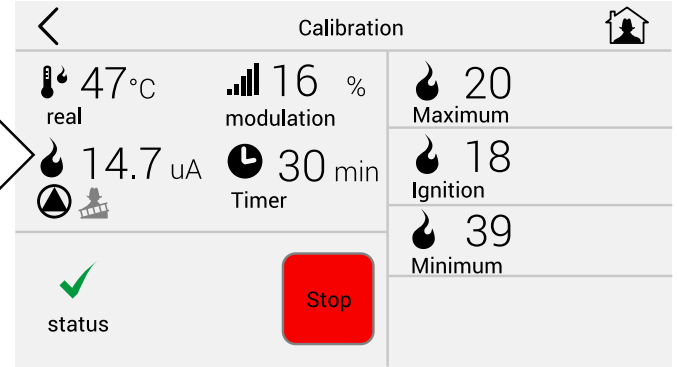 Calibration
47°C
real
16 %
modulation
14.7 uA
30 min
Timer
status
Stop
20
Maximum
18
Ignition
39
Minimum